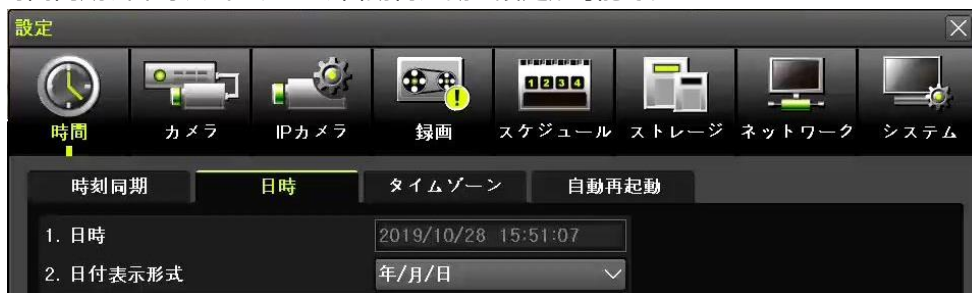 設定
時間
カメラ
IPカメラ
録画
1234
スケジュール
ストレージ
ネットワーク
システム
時刻同期
日時
タイムゾーン
自動再起動
1. 日時
2019/10/28 15:51:07
2. 日付表示形式
年/月/日